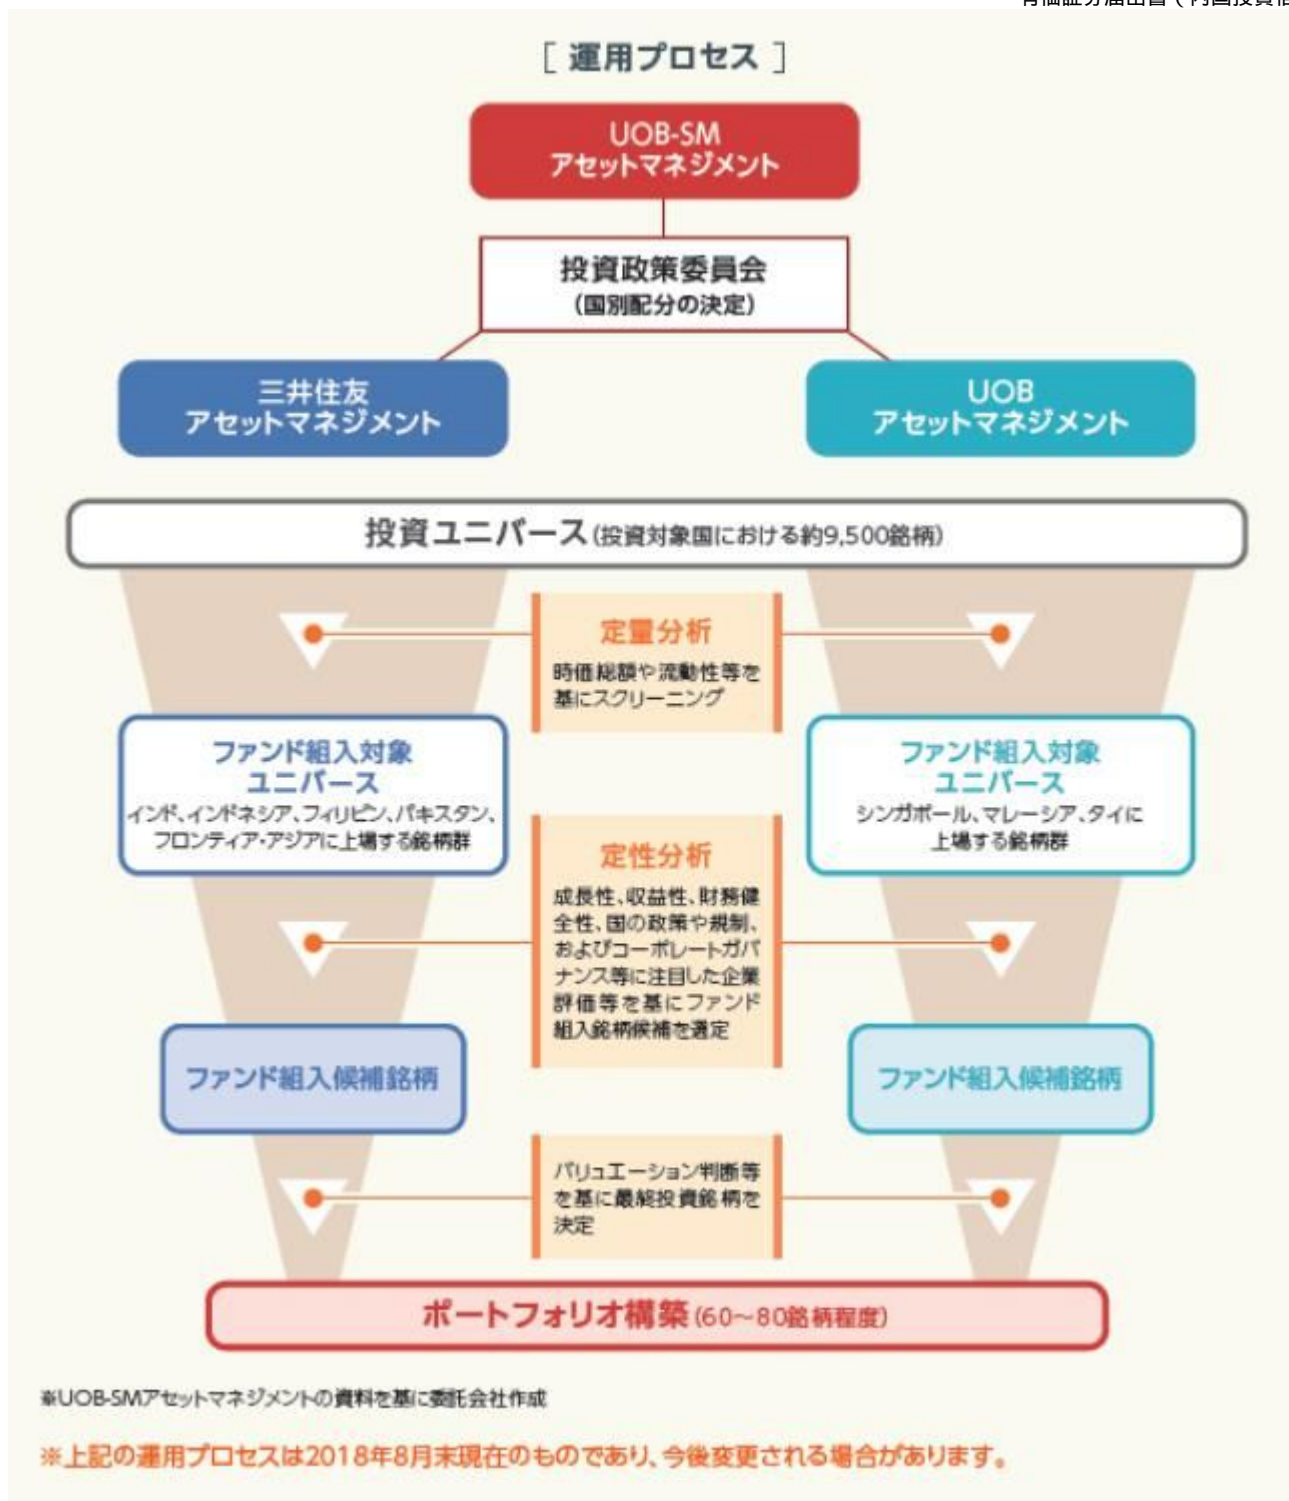 [ 運用プロセス ]
UOB-SM
アセットマネジメント
投資政策委員会
(国別配分の決定)
三井住友
アセットマネジメント
UOB
アセットマネジメント
投資ユニバース(投資対象国における約9,500銘柄)
定量分析
時価総額や流動性等を
基にスクリーニング
ファンド組入対象
ユニバース
インド、インドネシア、フィリピン、パキスタン、
フロンティア・アジアに上場する銘柄群
ファンド組入対象
ユニバース
シンガポール、マレーシア、タイに
上場する銘柄群
定性分析
成長性、収益性、財務健
全性、国の政策や規制、
およびコーポレートガバ
ナンス等に注目した企業
評価等を基にファンド
組入銘柄候補を選定
ファンド組入候補銘柄
ファンド組入候補銘柄
バリュエーション判断等
を基に最終投資銘柄を
決定
ポートフォリオ構築(60～80銘柄程度)
※UOB-SMアセットマネジメントの資料を基に委託会社作成
※上記の運用プロセスは2018年8月末現在のものであり、今後変更される場合があります。